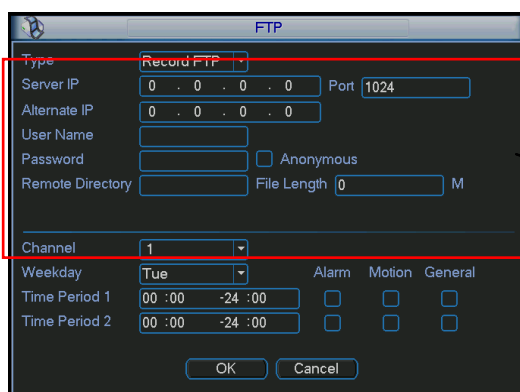 FTP
Type Record FTP
Server IP 0 . 0 . 0 . 0 Port 1024
Alternate IP 0 . 0 . 0 . 0
User Name
Password Anonymous
Remote Directory File Length 0 M
Channel 1
Weekday Tue Alarm Motion General
Time Period 1 00 :00 -24 :00
Time Period 2 00 :00 -24 :00
OK Cancel